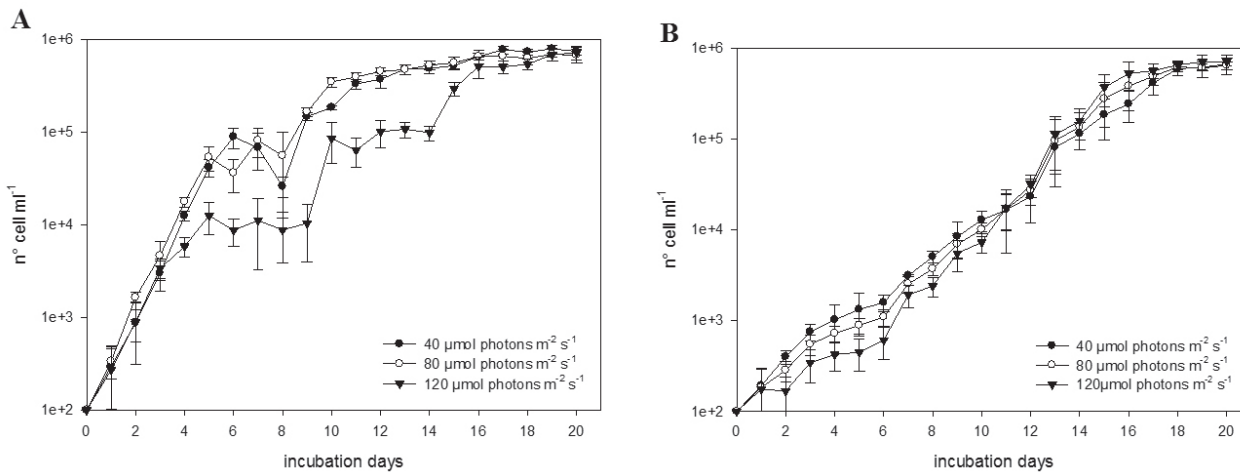 A
1e+6
1e+5
1e+4
1e+3
1e+2
n° cell ml⁻¹
40 µmol photons m⁻² s⁻¹
80 µmol photons m⁻² s⁻¹
120 µmol photons m⁻² s⁻¹
0 2 4 6 8 10 12 14 16 18 20
incubation days
B
1e+6
1e+5
1e+4
1e+3
1e+2
n° cell ml⁻¹
40 µmol photons m⁻² s⁻¹
80 µmol photons m⁻² s⁻¹
120µmol photons m⁻² s⁻¹
0 2 4 6 8 10 12 14 16 18 20
incubation days